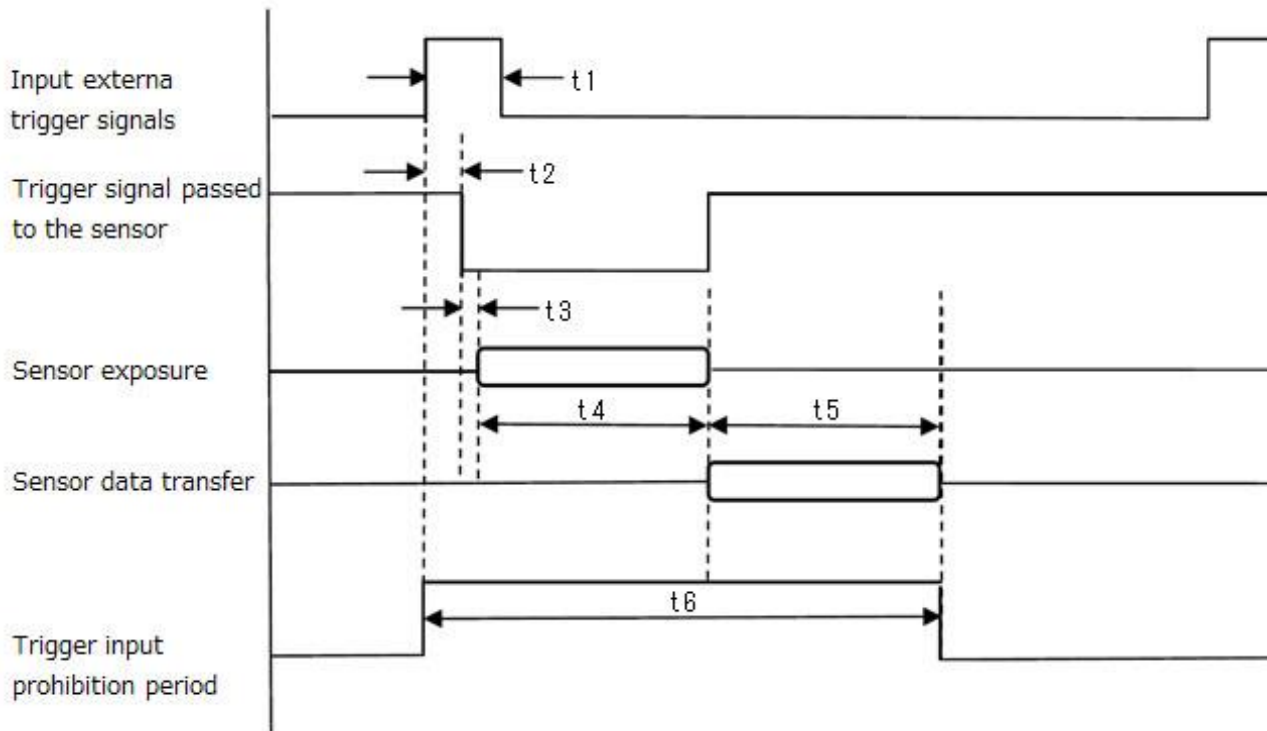 Input externa
trigger signals
t1
t2
Trigger signal passed
to the sensor
t3
Sensor exposure
t4
t5
Sensor data transfer
t6
Trigger input
prohibition period